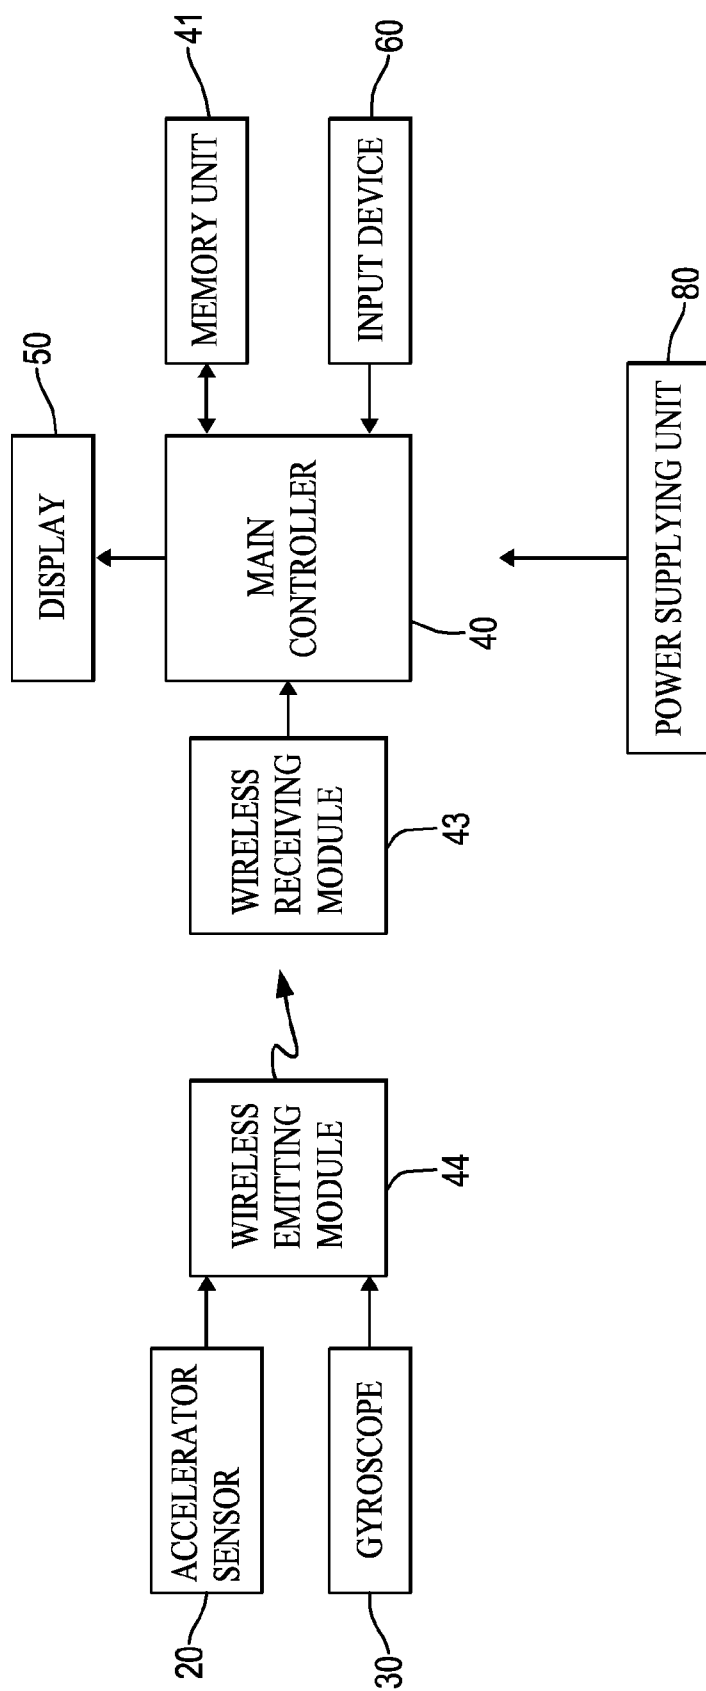 20
ACCELERATOR
SENSOR
30
GYROSCOPE
WIRELESS
EMITTING
MODULE
44
WIRELESS
RECEIVING
MODULE
43
DISPLAY
50
MAIN
CONTROLLER
40
MEMORY UNIT
41
INPUT DEVICE
60
POWER SUPPLYING UNIT
80